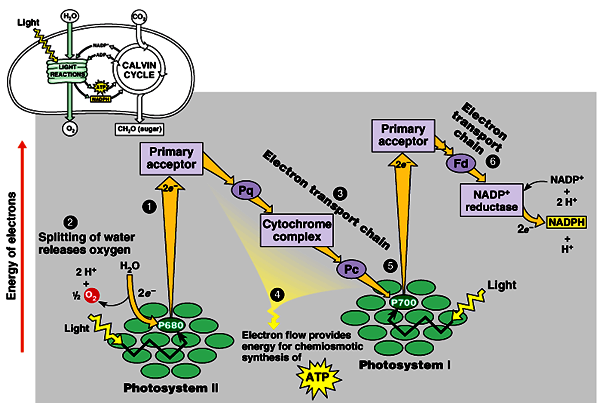 Light
H₂O
CO₂
LIGHT
REACTIONS
NADP⁺
ADP
ATP
NADPH
CALVIN
CYCLE
O₂
CH₂O (sugar)
Energy of electrons
Primary
acceptor
2e⁻
1
2
Splitting of water
releases oxygen
2 H⁺
+
½ O₂
H₂O
2e⁻
Light
P680
Photosystem II
Pq
Electron transport chain
3
Cytochrome
complex
Pc
4
Electron flow provides
energy for chemiosmotic
synthesis of
ATP
5
Primary
acceptor
2e⁻
P700
Light
Photosystem I
Electron
transport
chain
6
Fd
NADP⁺
reductase
NADP⁺
+
2 H⁺
2e⁻
NADPH
+
H⁺